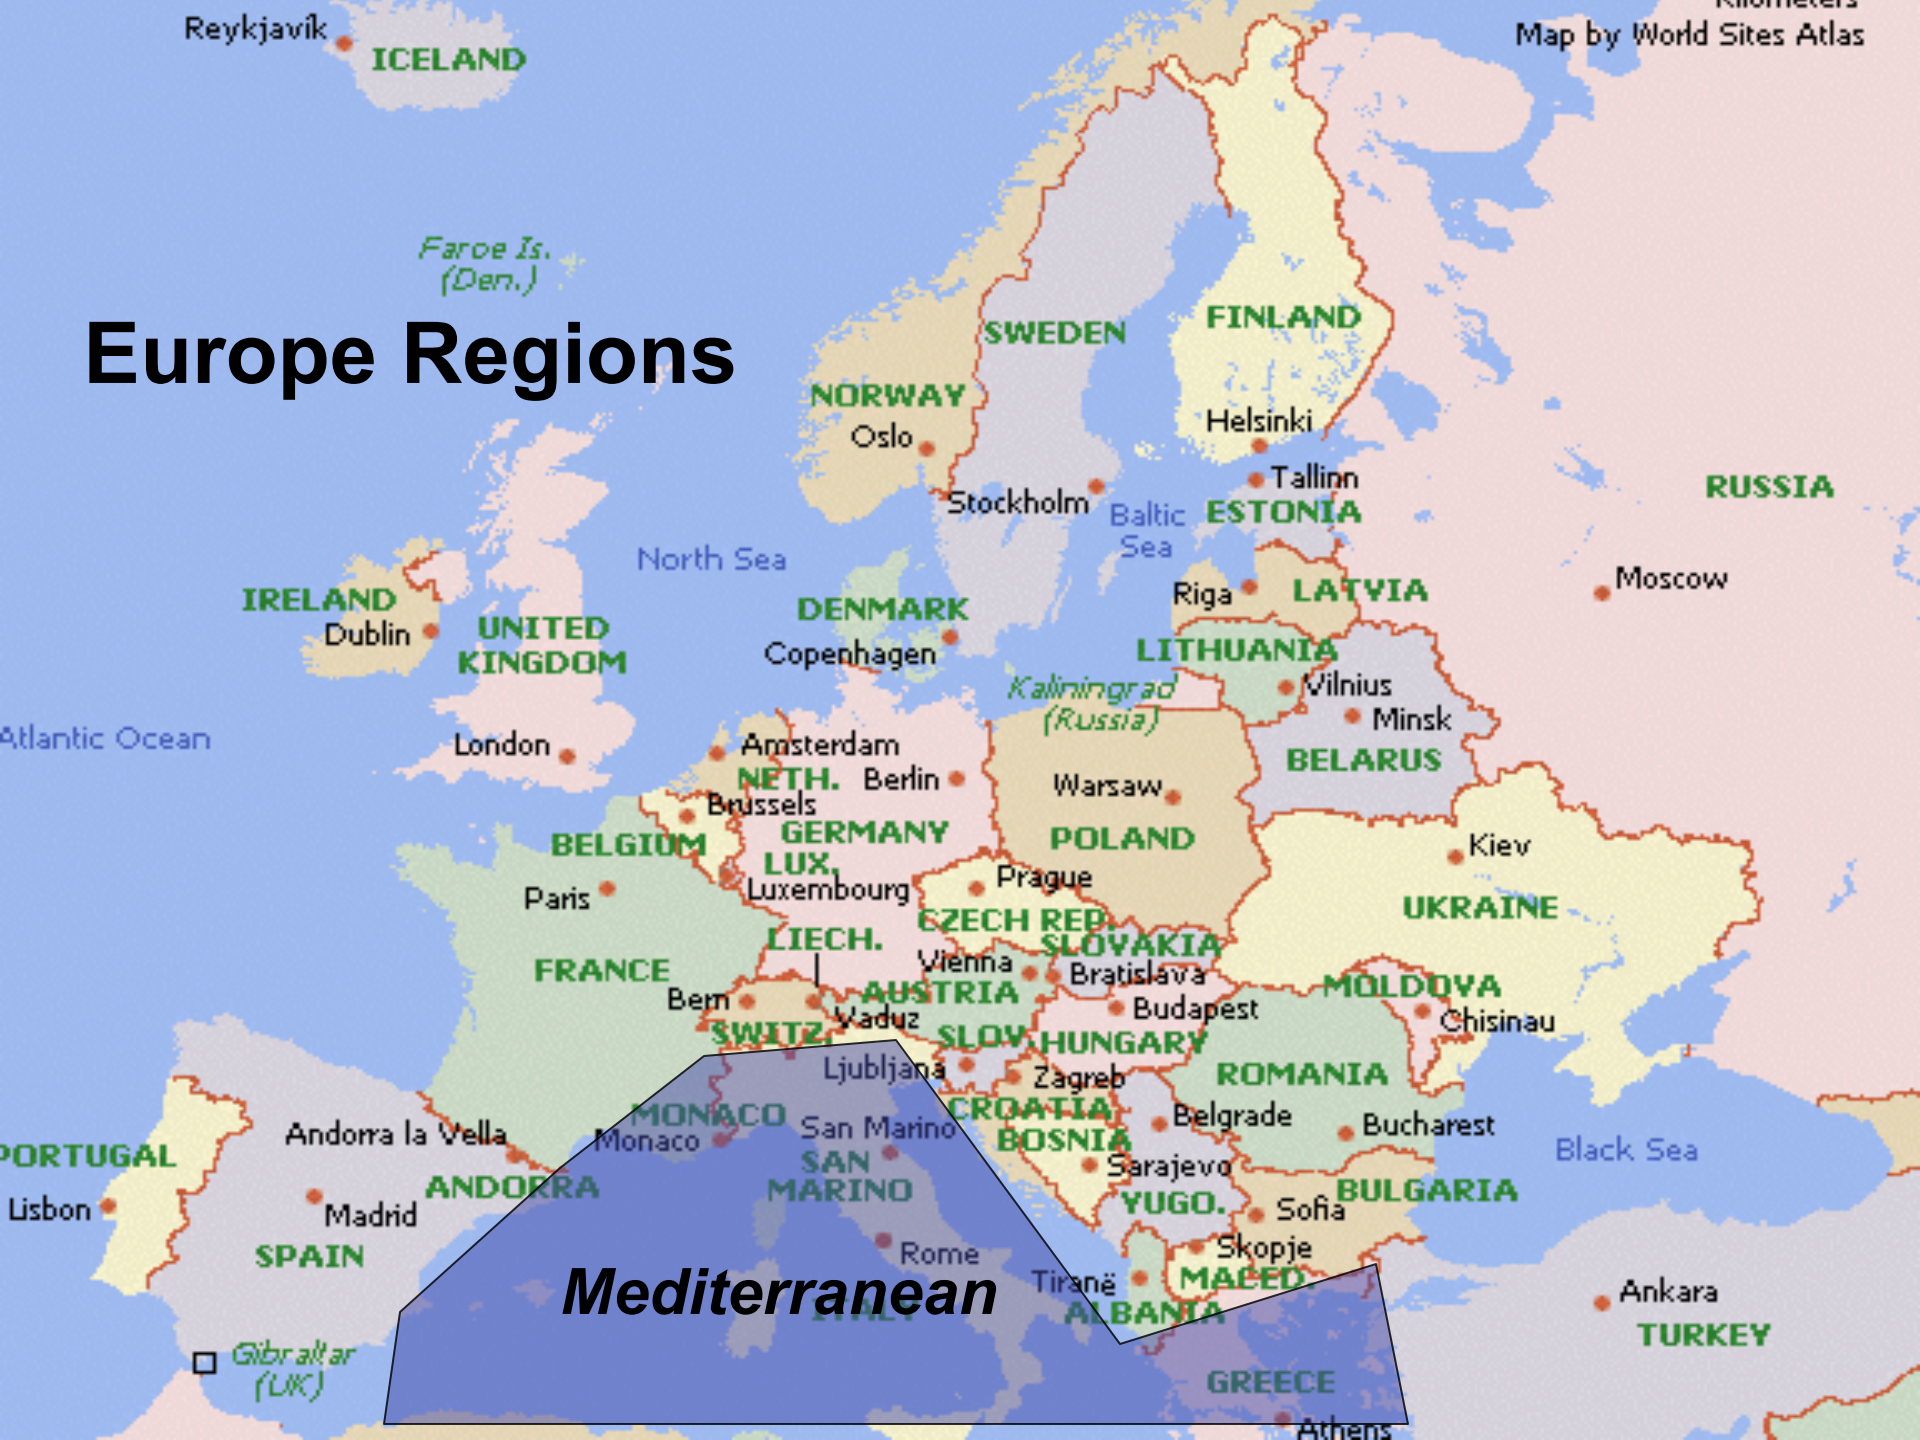 Kilometers
Map by World Sites Atlas
Reykjavík
ICELAND
Faroe Is.
(Den.)
Europe Regions
SWEDEN
FINLAND
NORWAY
Oslo
Helsinki
Stockholm
Tallinn
ESTONIA
Baltic
Sea
RUSSIA
North Sea
Moscow
IRELAND
Dublin
UNITED
KINGDOM
DENMARK
Copenhagen
Riga
LATVIA
LITHUANIA
Kaliningrad
(Russia)
Vilnius
Minsk
BELARUS
Atlantic Ocean
London
Amsterdam
NETH.
Berlin
Warsaw
POLAND
Brussels
BELGIUM
GERMANY
LUX.
Luxembourg
Paris
Prague
CZECH REP.
Kiev
UKRAINE
LIECH.
SLOVAKIA
Vienna
Bratislava
FRANCE
Bern
AUSTRIA
Vaduz
SWITZ.
Budapest
HUNGARY
SLOV.
MOLDOVA
Chisinau
Ljubljana
Zagreb
ROMANIA
CROATIA
MONACO
Monaco
San Marino
SAN
MARINO
BOSNIA
Belgrade
Bucharest
Sarajevo
YUGO.
Black Sea
Andorra la Vella
ANDORRA
PORTUGAL
Lisbon
Madrid
SPAIN
BULGARIA
Sofia
Skopje
MACED.
Rome
Tiranë
ALBANIA
Mediterranean
ITALY
Ankara
TURKEY
Gibraltar
(UK)
GREECE
Athens